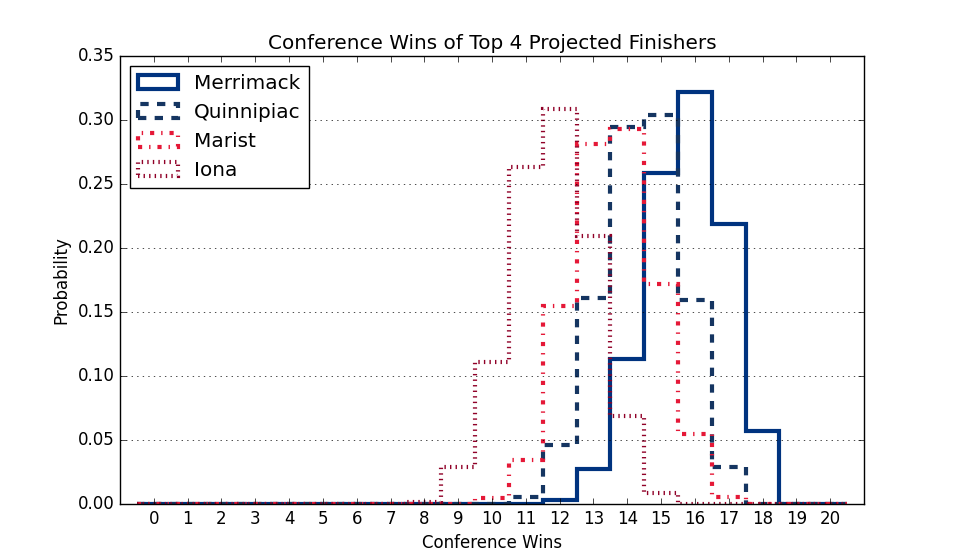 Conference Wins of Top 4 Projected Finishers
0.35
0.30
0.25
0.20
0.15
0.10
0.05
0.00
Probability
Merrimack
Quinnipiac
Marist
Iona
0 1 2 3 4 5 6 7 8 9 10 11 12 13 14 15 16 17 18 19 20
Conference Wins